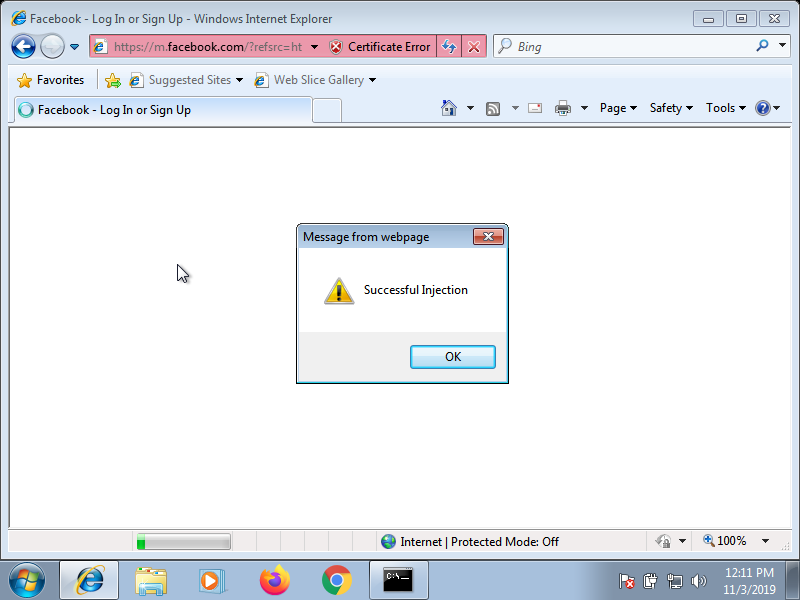 Facebook - Log In or Sign Up - Windows Internet Explorer
https://m.facebook.com/?refsrc=ht
Certificate Error
Bing
Favorites
Suggested Sites
Web Slice Gallery
Facebook - Log In or Sign Up
Page
Safety
Tools
Message from webpage
Successful Injection
OK
Internet | Protected Mode: Off
100%
C:\_
12:11 PM
11/3/2019